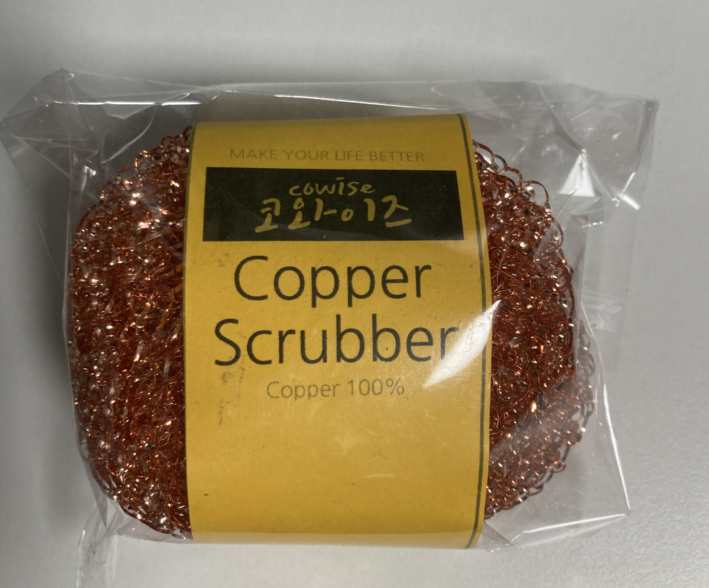 MAKE YOUR LIFE BETTER
cowise
코와이즈
Copper
Scrubber
Copper 100%